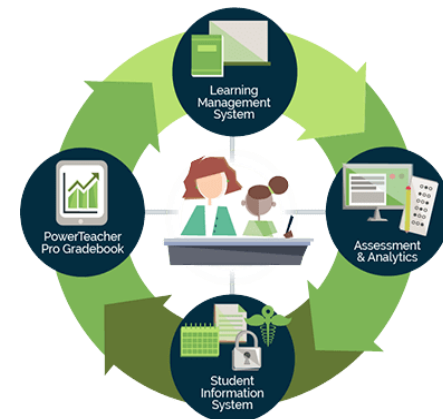 Learning
Management
System
PowerTeacher
Pro Gradebook
Assessment
& Analytics
Student
Information
System